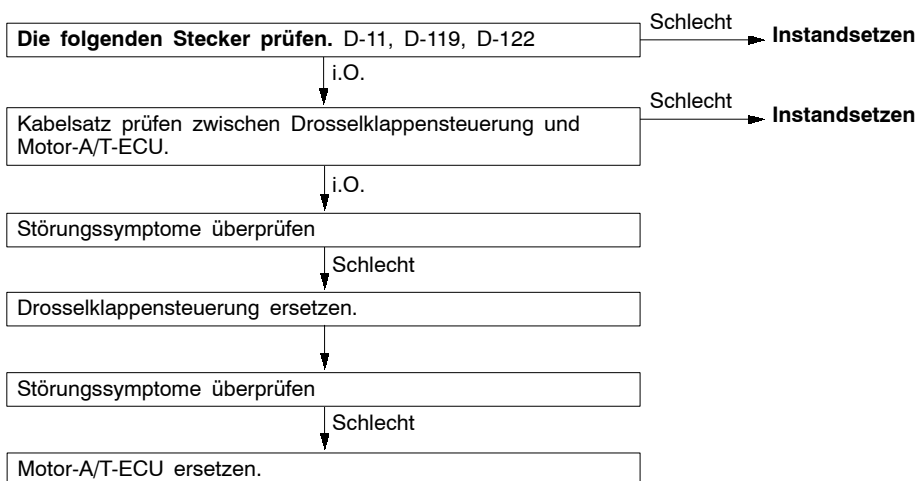 Die folgenden Stecker prüfen. D-11, D-119, D-122
Schlecht
Instandsetzen
i.O.
Kabelsatz prüfen zwischen Drosselklappensteuerung und
Motor-A/T-ECU.
Schlecht
Instandsetzen
i.O.
Störungssymptome überprüfen
Schlecht
Drosselklappensteuerung ersetzen.
Störungssymptome überprüfen
Schlecht
Motor-A/T-ECU ersetzen.